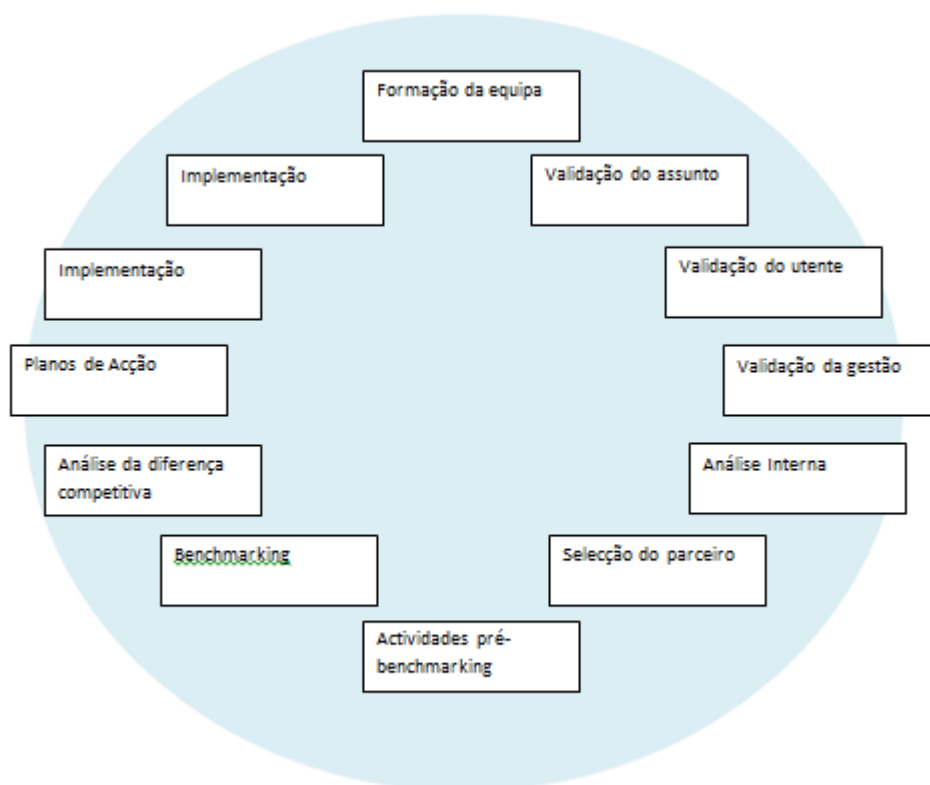 Formação da equipa
Implementação
Validação do assunto
Implementação
Validação do utente
Planos de Acção
Validação da gestão
Análise da diferença
competitiva
Análise Interna
Benchmarking
Selecção do parceiro
Actividades pré-
benchmarking